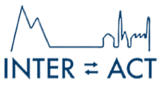 INTER ⇄ ACT